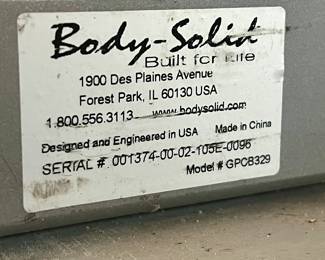 Body-Solid
Built for Life
1900 Des Plaines Avenue
Forest Park, IL 60130 USA
1.800.556.3113 www.bodysolid.com
Designed and Engineered in USA Made in China
SERIAL #: 001374-00-02-105E-0096
Model # GPCB329